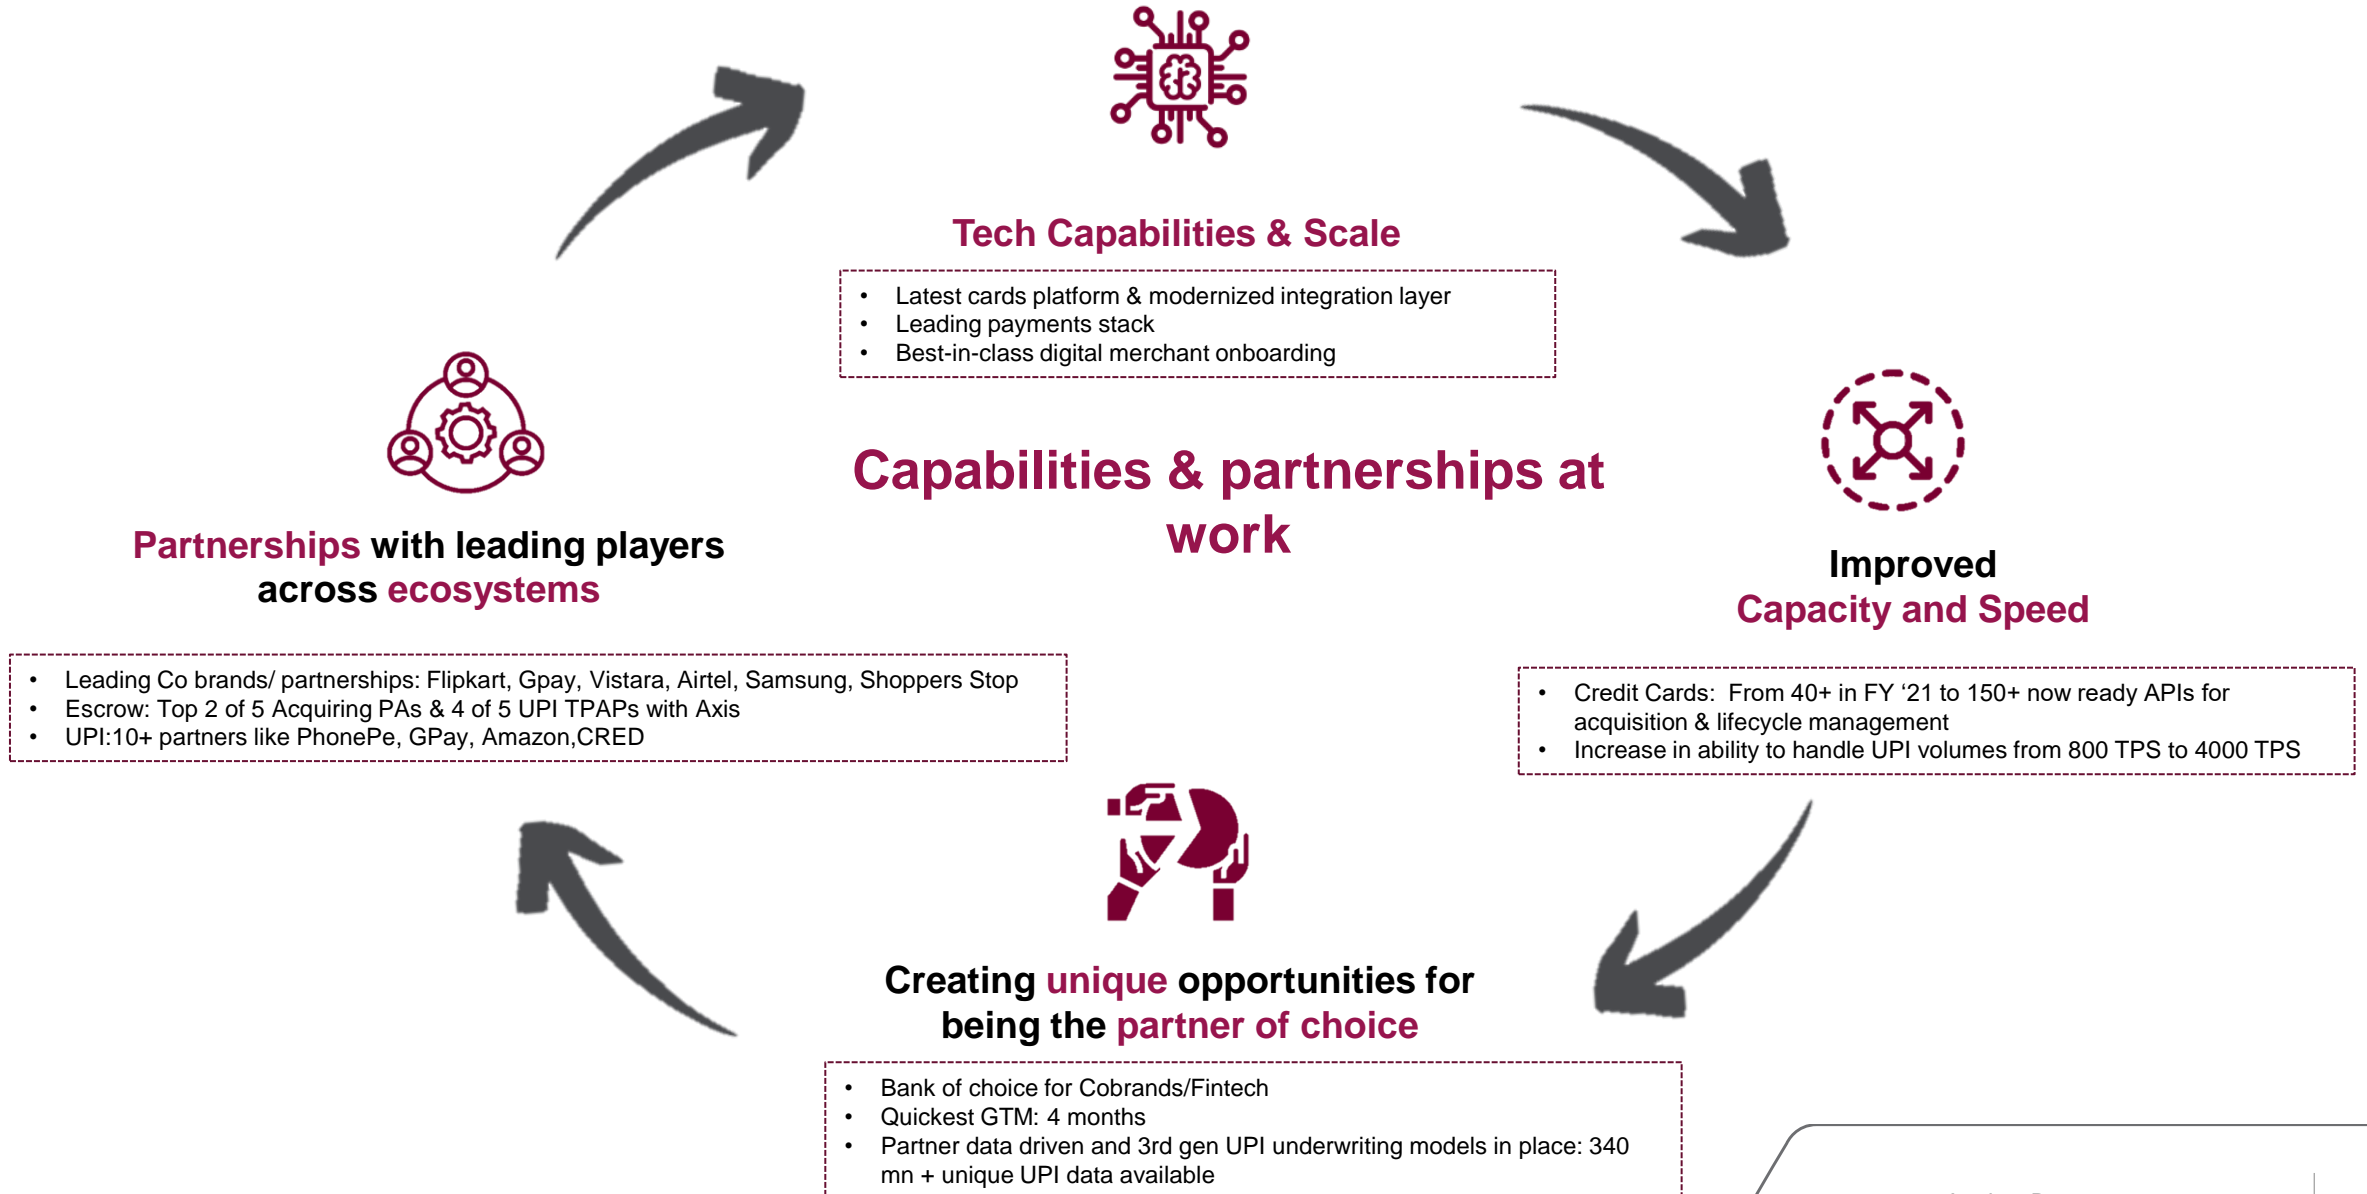 Tech Capabilities & Scale
• Latest cards platform & modernized integration layer
• Leading payments stack
• Best-in-class digital merchant onboarding
Capabilities & partnerships at
work
Partnerships with leading players
across ecosystems
• Leading Co brands/ partnerships: Flipkart, Gpay, Vistara, Airtel, Samsung, Shoppers Stop
• Escrow: Top 2 of 5 Acquiring PAs & 4 of 5 UPI TPAPs with Axis
• UPI:10+ partners like PhonePe, GPay, Amazon,CRED
Improved
Capacity and Speed
• Credit Cards: From 40+ in FY ‘21 to 150+ now ready APIs for
acquisition & lifecycle management
• Increase in ability to handle UPI volumes from 800 TPS to 4000 TPS
Creating unique opportunities for
being the partner of choice
• Bank of choice for Cobrands/Fintech
• Quickest GTM: 4 months
• Partner data driven and 3rd gen UPI underwriting models in place: 340
mn + unique UPI data available